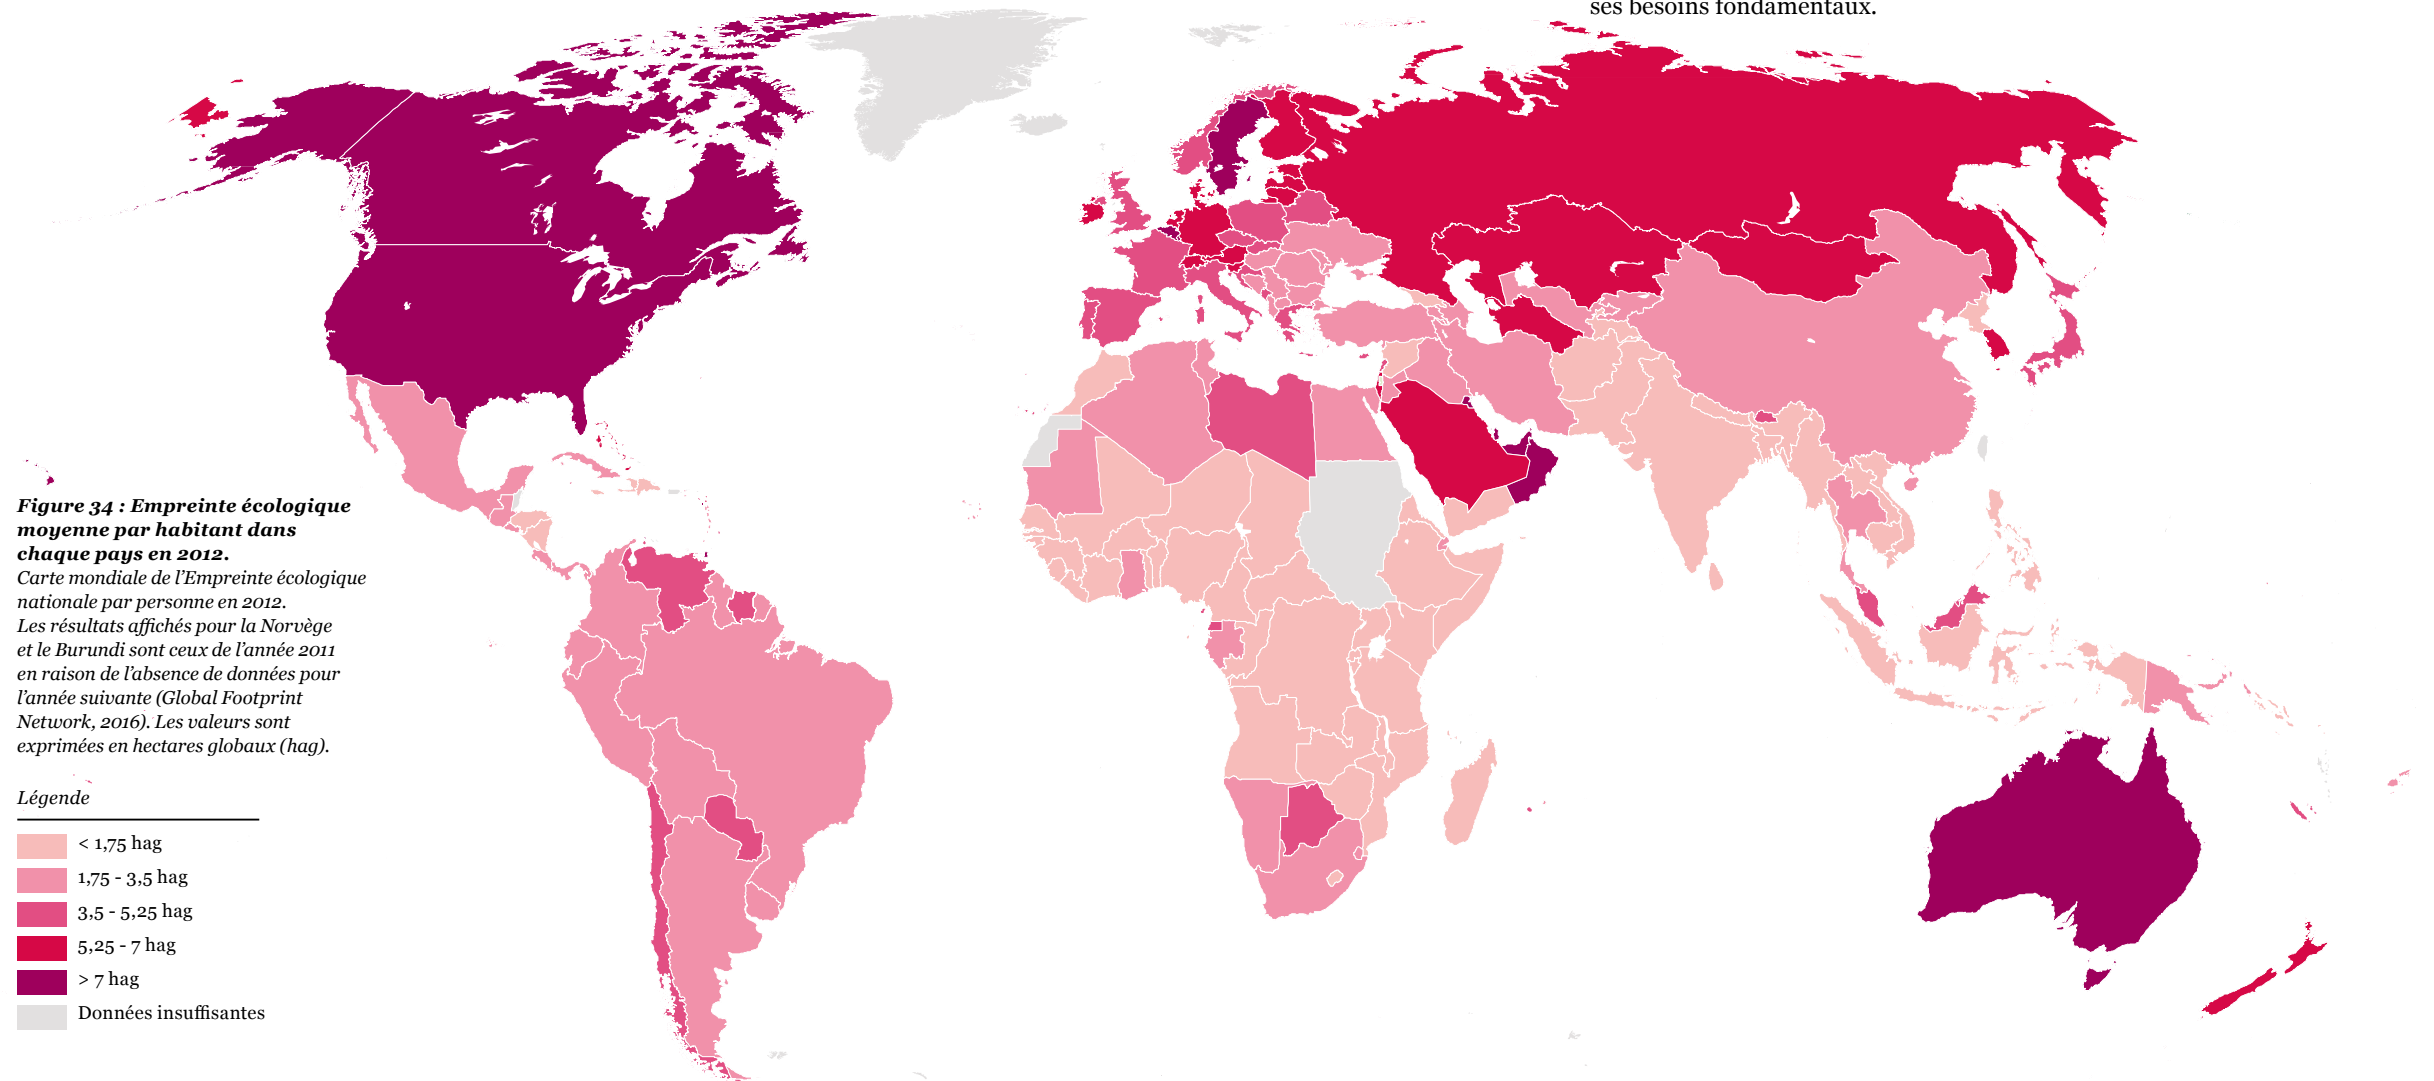 ses besoins fondamentaux.
Figure 34 : Empreinte écologique
moyenne par habitant dans
chaque pays en 2012.
Carte mondiale de l’Empreinte écologique
nationale par personne en 2012.
Les résultats affichés pour la Norvège
et le Burundi sont ceux de l’année 2011
en raison de l’absence de données pour
l’année suivante (Global Footprint
Network, 2016). Les valeurs sont
exprimées en hectares globaux (hag).
Légende
< 1,75 hag
1,75 - 3,5 hag
3,5 - 5,25 hag
5,25 - 7 hag
> 7 hag
Données insuffisantes